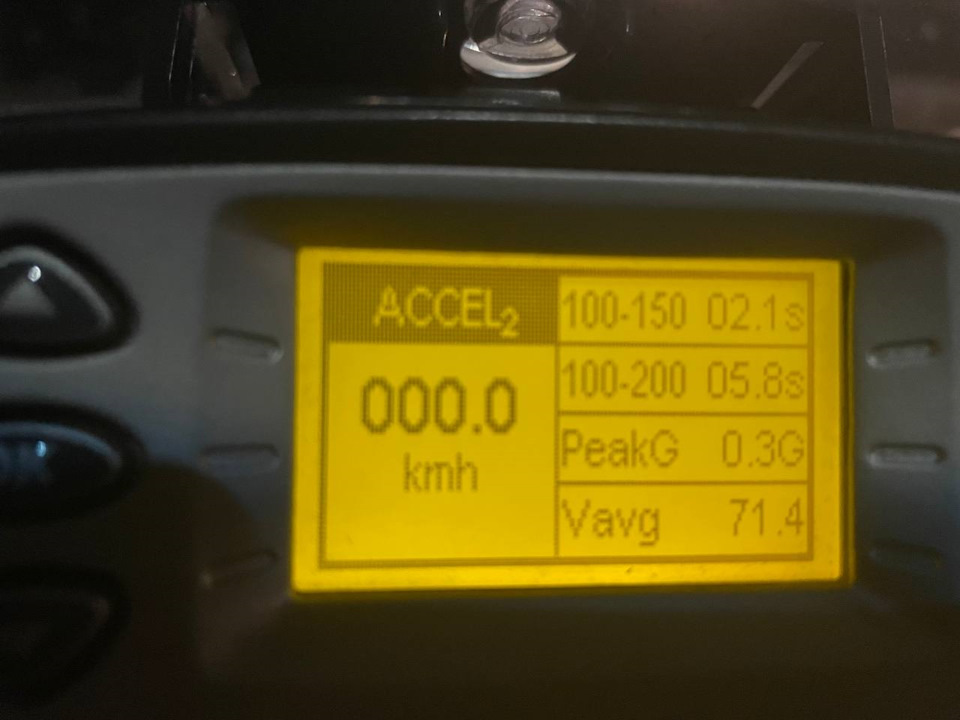 ACCEL2
000.0
kmh
100-150 02.1s
100-200 05.8s
PeakG 0.3G
Vavg 71.4